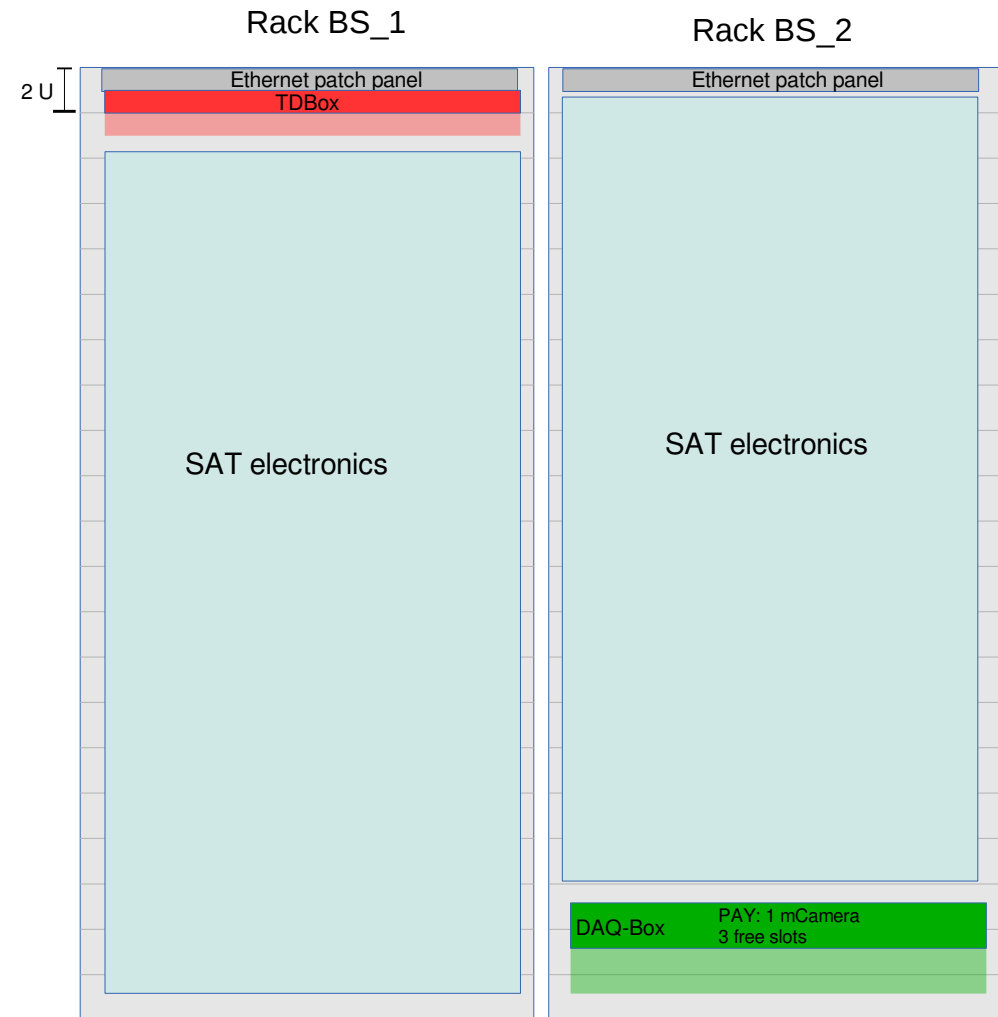 Rack BS_1
Rack BS_2
2 U
Ethernet patch panel
Ethernet patch panel
TDBox
SAT electronics
SAT electronics
DAQ-Box
PAY: 1 mCamera
3 free slots